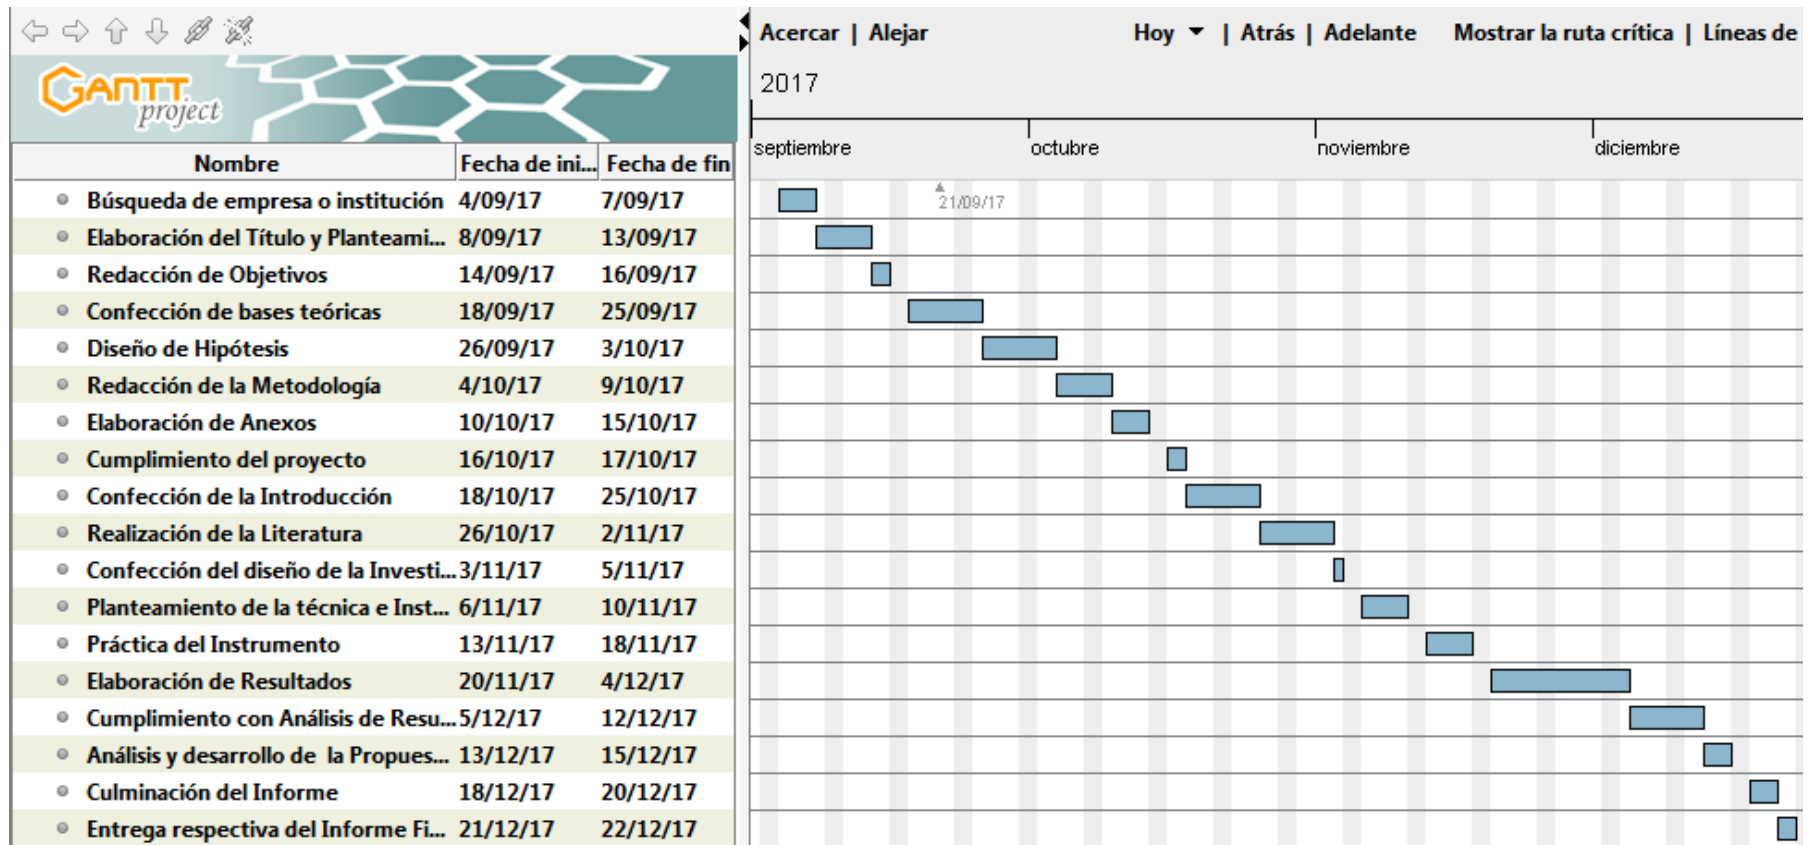 Acercar | Alejar Hoy | Atrás | Adelante Mostrar la ruta crítica | Líneas de
GANTT
project
2017
septiembre octubre noviembre diciembre
Nombre Fecha de ini... Fecha de fin
Búsqueda de empresa o institución 4/09/17 7/09/17
21/09/17
Elaboración del Título y Planteami... 8/09/17 13/09/17
Redacción de Objetivos 14/09/17 16/09/17
Confección de bases teóricas 18/09/17 25/09/17
Diseño de Hipótesis 26/09/17 3/10/17
Redacción de la Metodología 4/10/17 9/10/17
Elaboración de Anexos 10/10/17 15/10/17
Cumplimiento del proyecto 16/10/17 17/10/17
Confección de la Introducción 18/10/17 25/10/17
Realización de la Literatura 26/10/17 2/11/17
Confección del diseño de la Investi... 3/11/17 5/11/17
Planteamiento de la técnica e Inst... 6/11/17 10/11/17
Práctica del Instrumento 13/11/17 18/11/17
Elaboración de Resultados 20/11/17 4/12/17
Cumplimiento con Análisis de Resu... 5/12/17 12/12/17
Análisis y desarrollo de la Propues... 13/12/17 15/12/17
Culminación del Informe 18/12/17 20/12/17
Entrega respectiva del Informe Fi... 21/12/17 22/12/17